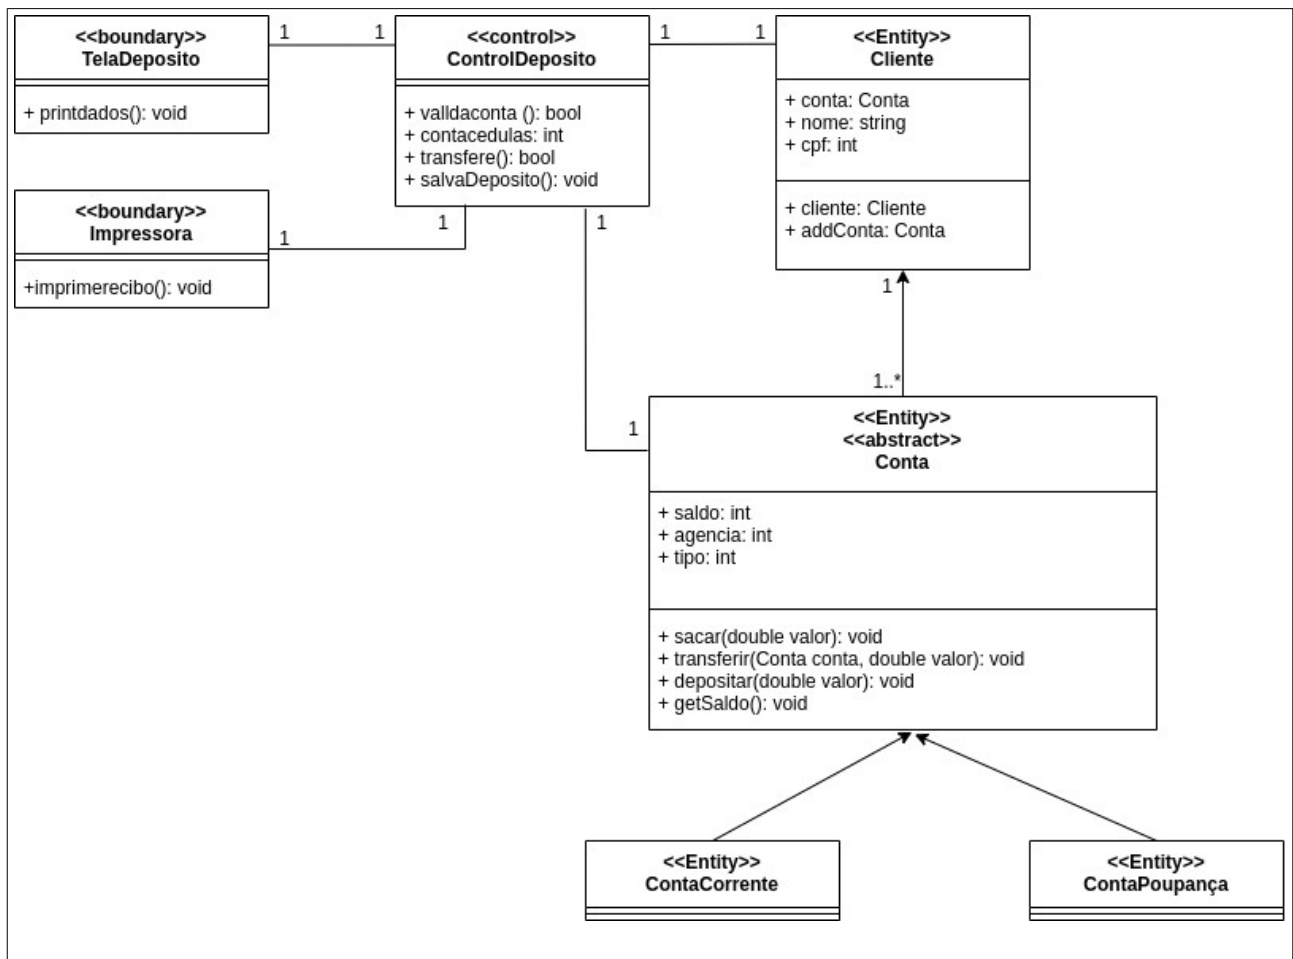 <<boundary>>
TelaDeposito
+ printdados(): void
1
1
<<control>>
ControlDeposito
+ valldaconta (): bool
+ contacedulas: int
+ transfere(): bool
+ salvaDeposito(): void
1
1
<<Entity>>
Cliente
+ conta: Conta
+ nome: string
+ cpf: int
+ cliente: Cliente
+ addConta: Conta
<<boundary>>
Impressora
+imprimerecibo(): void
1
1
1
1
1
1..*
<<Entity>>
<<abstract>>
Conta
+ saldo: int
+ agencia: int
+ tipo: int
+ sacar(double valor): void
+ transferir(Conta conta, double valor): void
+ depositar(double valor): void
+ getSaldo(): void
<<Entity>>
ContaCorrente
<<Entity>>
ContaPoupança